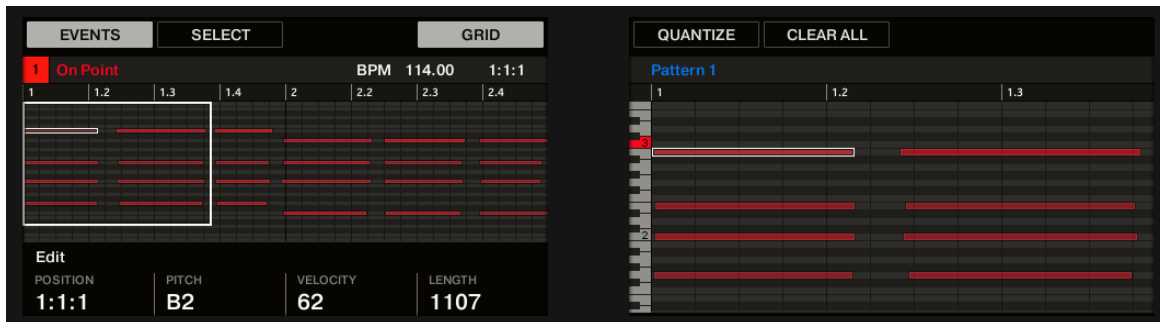 EVENTS SELECT GRID
1 On Point BPM 114.00 1:1:1
1 1.2 1.3 1.4 2 2.2 2.3 2.4
Edit
POSITION PITCH VELOCITY LENGTH
1:1:1 B2 62 1107
QUANTIZE CLEAR ALL
Pattern 1
1 1.2 1.3
3
2